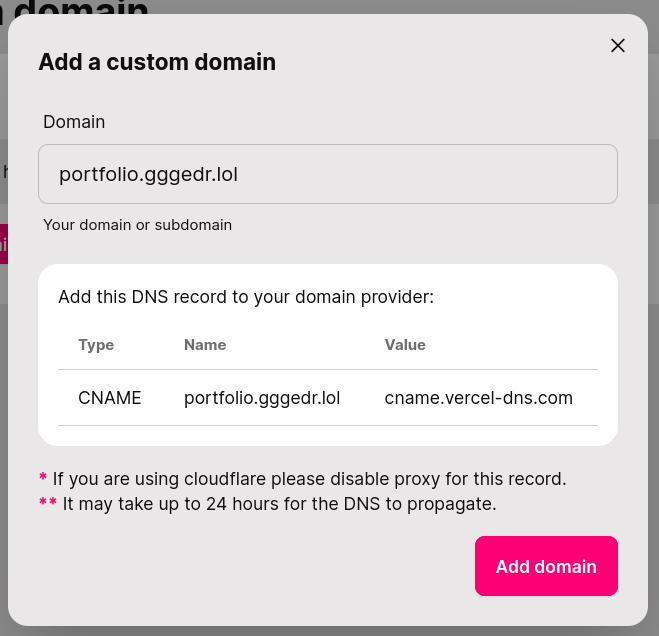 domain
Add a custom domain
Domain
portfolio.gggedr.lol
Your domain or subdomain
Add this DNS record to your domain provider:
Type Name Value
CNAME portfolio.gggedr.lol cname.vercel-dns.com
* If you are using cloudflare please disable proxy for this record.
** It may take up to 24 hours for the DNS to propagate.
Add domain